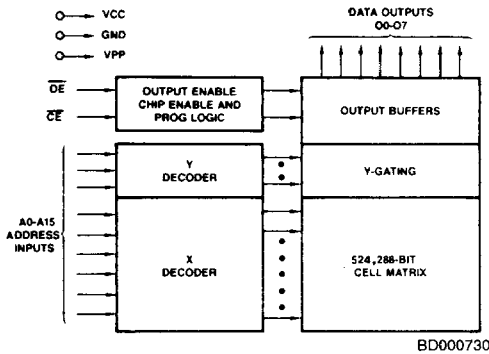 VCC
GND
VPP
DATA OUTPUTS
O0-O7
OE
CE
OUTPUT ENABLE
CHIP ENABLE AND
PROG LOGIC
OUTPUT BUFFERS
Y
DECODER
Y-GATING
A0-A15
ADDRESS
INPUTS
X
DECODER
524,288-BIT
CELL MATRIX
BD000730